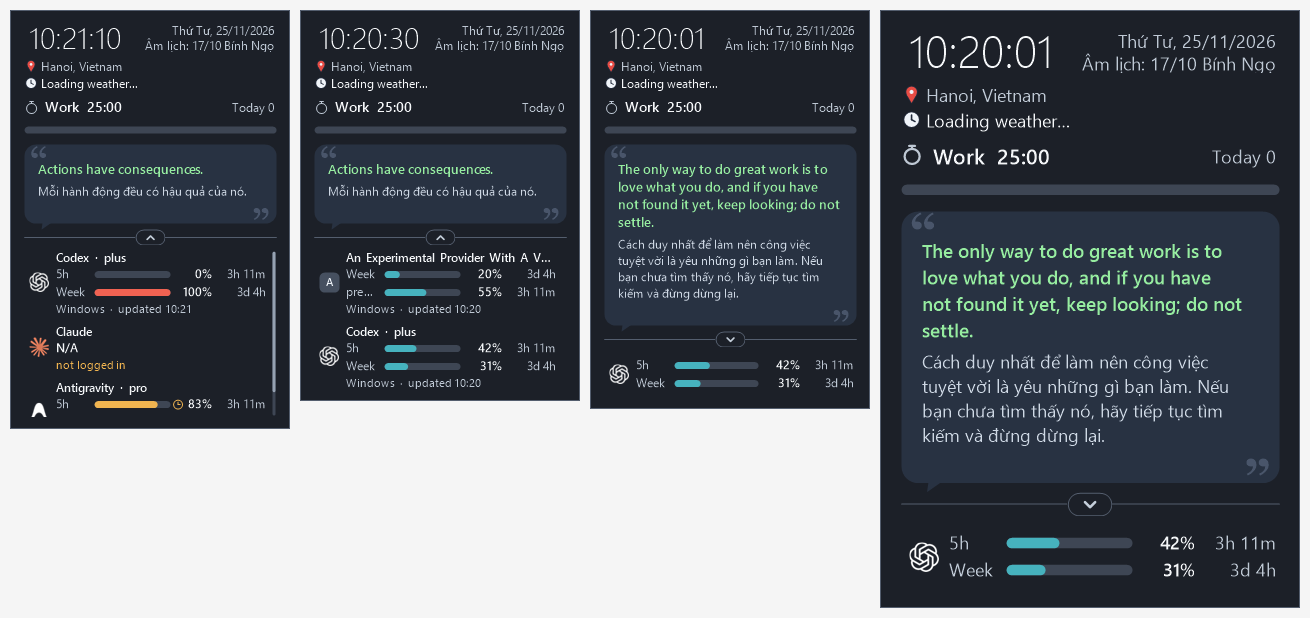 10:21:10
Thứ Tư, 25/11/2026
Âm lịch: 17/10 Bính Ngọ
Hanoi, Vietnam
Loading weather...
Work 25:00
Today 0
“
Actions have consequences.
Mỗi hành động đều có hậu quả của nó.
”
Codex · plus
5h 0% 3h 11m
Week 100% 3d 4h
Windows · updated 10:21
Claude
N/A
not logged in
Antigravity · pro
5h 83% 3h 11m
10:20:30
Thứ Tư, 25/11/2026
Âm lịch: 17/10 Bính Ngọ
Hanoi, Vietnam
Loading weather...
Work 25:00
Today 0
“
Actions have consequences.
Mỗi hành động đều có hậu quả của nó.
”
An Experimental Provider With A V...
A
Week 20% 3d 4h
pre... 55% 3h 11m
Windows · updated 10:20
Codex · plus
5h 42% 3h 11m
Week 31% 3d 4h
Windows · updated 10:20
10:20:01
Thứ Tư, 25/11/2026
Âm lịch: 17/10 Bính Ngọ
Hanoi, Vietnam
Loading weather...
Work 25:00
Today 0
“
The only way to do great work is to
love what you do, and if you have
not found it yet, keep looking; do not
settle.
Cách duy nhất để làm nên công việc
tuyệt vời là yêu những gì bạn làm. Nếu
bạn chưa tìm thấy nó, hãy tiếp tục tìm
kiếm và đừng dừng lại.
”
5h 42% 3h 11m
Week 31% 3d 4h
10:20:01
Thứ Tư, 25/11/2026
Âm lịch: 17/10 Bính Ngọ
Hanoi, Vietnam
Loading weather...
Work 25:00
Today 0
“
The only way to do great work is to
love what you do, and if you have
not found it yet, keep looking; do not
settle.
Cách duy nhất để làm nên công việc
tuyệt vời là yêu những gì bạn làm. Nếu
bạn chưa tìm thấy nó, hãy tiếp tục tìm
kiếm và đừng dừng lại.
”
5h 42% 3h 11m
Week 31% 3d 4h